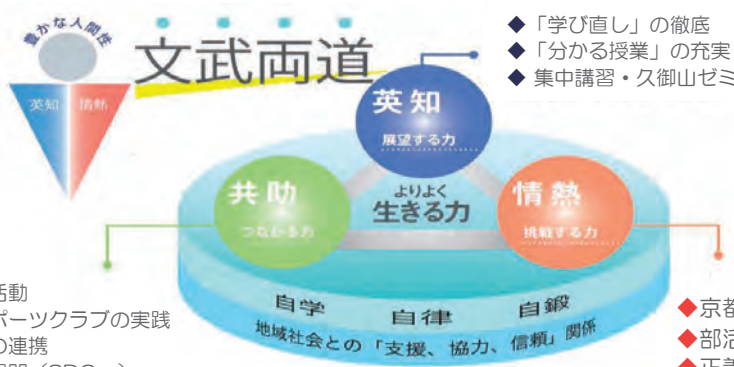 豊かな人間性
英知 情熱
文武両道
◆「学び直し」の徹底
◆「分かる授業」の充実
◆ 集中講習・久御山ゼミ
英知
展望する力
共助
つながる力
よりよく
生きる力
情熱
挑戦する力
自学 自律 自鍛
地域社会との「支援、協力、信頼」関係
活動
ポーツクラブの実践
の連携
◆京都
◆部活
◆正義